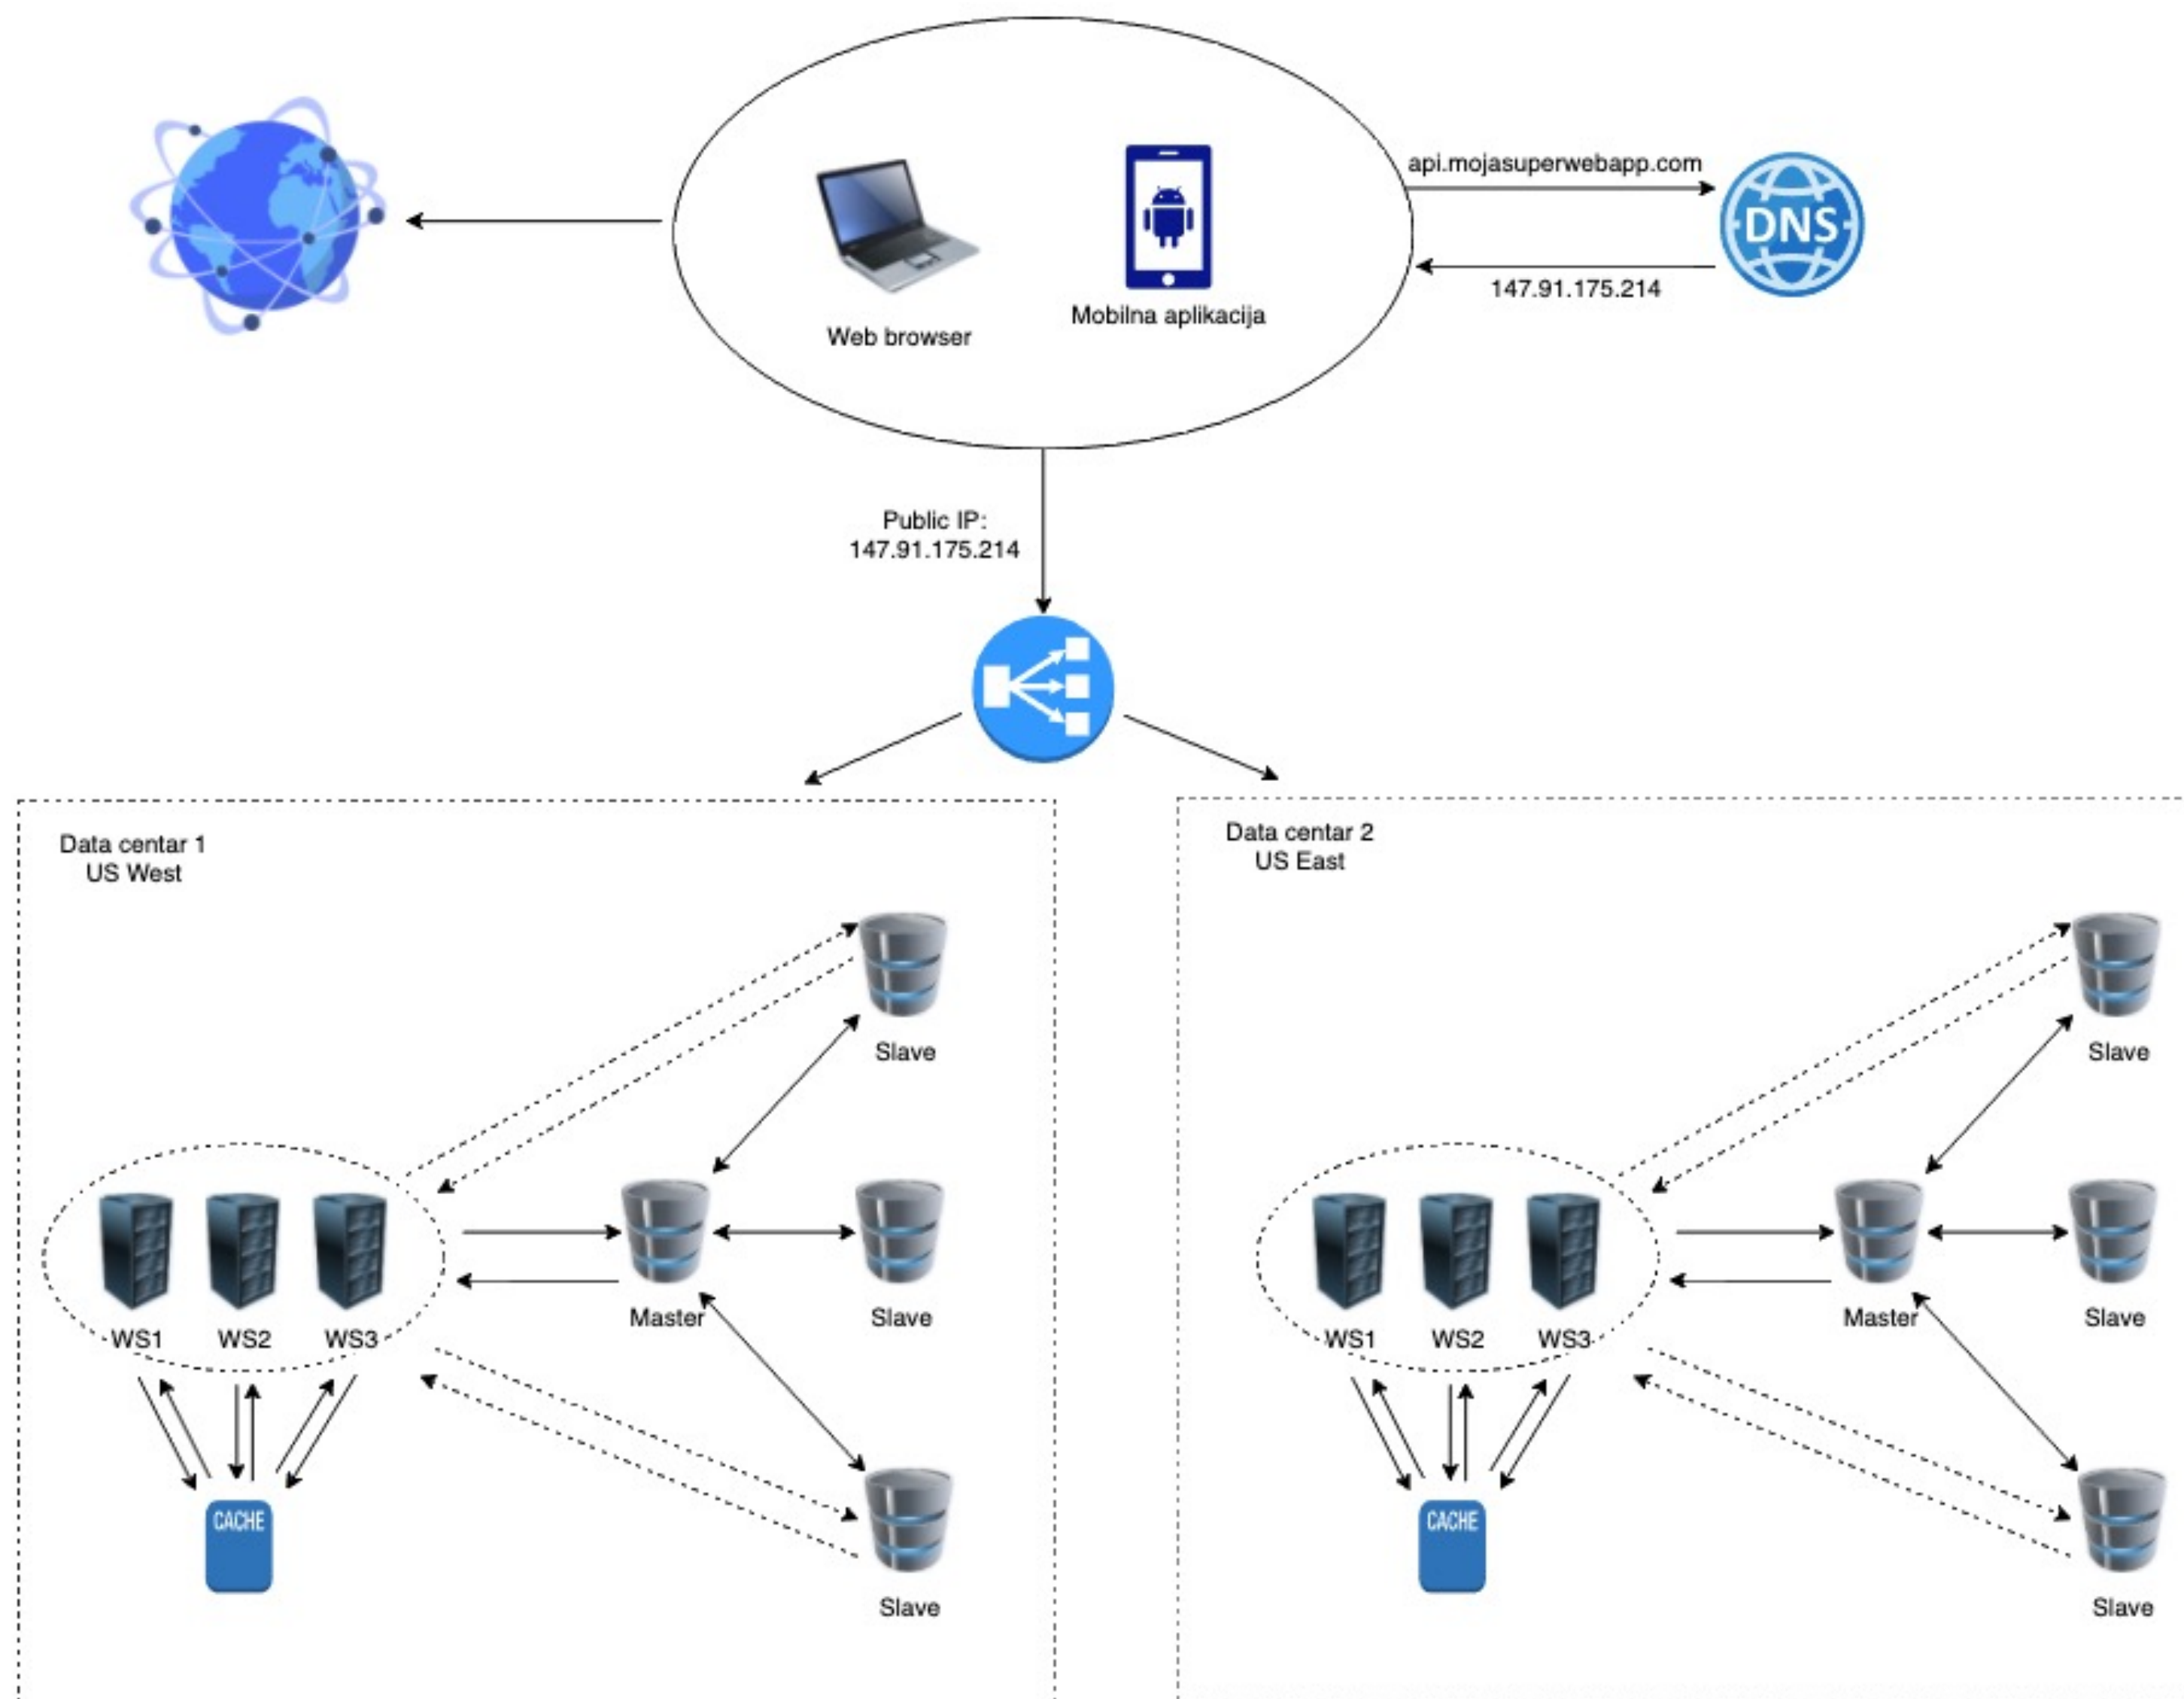 api.mojasuperwebapp.com
DNS
147.91.175.214
Mobilna aplikacija
Web browser
Public IP:
147.91.175.214
Data centar 1
US West
Slave
Master
Slave
WS1
WS2
WS3
CACHE
Slave
Data centar 2
US East
Slave
Master
Slave
WS1
WS2
WS3
CACHE
Slave